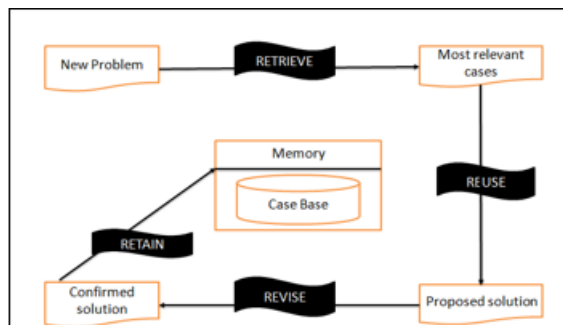 New Problem
RETRIEVE
Most relevant
cases
Memory
Case Base
REUSE
RETAIN
Confirmed
solution
REVISE
Proposed solution